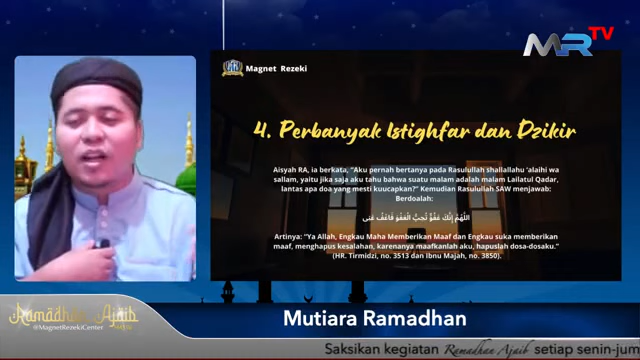 MR TV
Magnet Rezeki
4. Perbanyak Istighfar dan Dzikir
Aisyah RA, ia berkata, "Aku pernah bertanya pada Rasulullah shallallahu 'alaihi wa
sallam, yaitu jika saja aku tahu bahwa suatu malam adalah malam Lailatul Qadar,
lantas apa doa yang mesti kuucapkan?" Kemudian Rasulullah SAW menjawab:
Berdoalah:
اللَّهُمَّ إِنَّكَ عَفُوٌّ تُحِبُّ الْعَفْوَ فَاعْفُ عَنِّى
Artinya: "Ya Allah, Engkau Maha Memberikan Maaf dan Engkau suka memberikan
maaf, menghapus kesalahan, karenanya maafkanlah aku, hapuslah dosa-dosaku."
(HR. Tirmidzi, no. 3513 dan Ibnu Majah, no. 3850).
Ramadhan Ajaib
@MagnetRezekiCenter
Mutiara Ramadhan
Saksikan kegiatan Ramadhan Ajaib setiap senin-jum